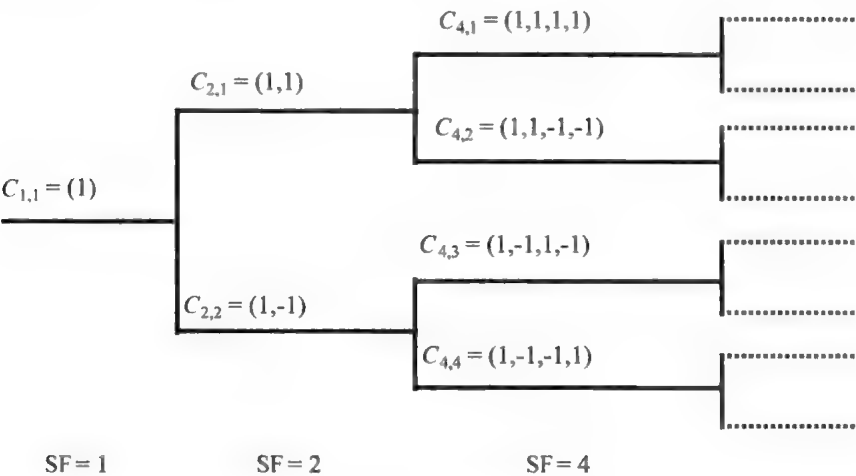 C4,1 = (1,1,1,1)
C2,1 = (1,1)
C4,2 = (1,1,-1,-1)
C1,1 = (1)
C4,3 = (1,-1,1,-1)
C2,2 = (1,-1)
C4,4 = (1,-1,-1,1)
SF = 1 SF = 2 SF = 4